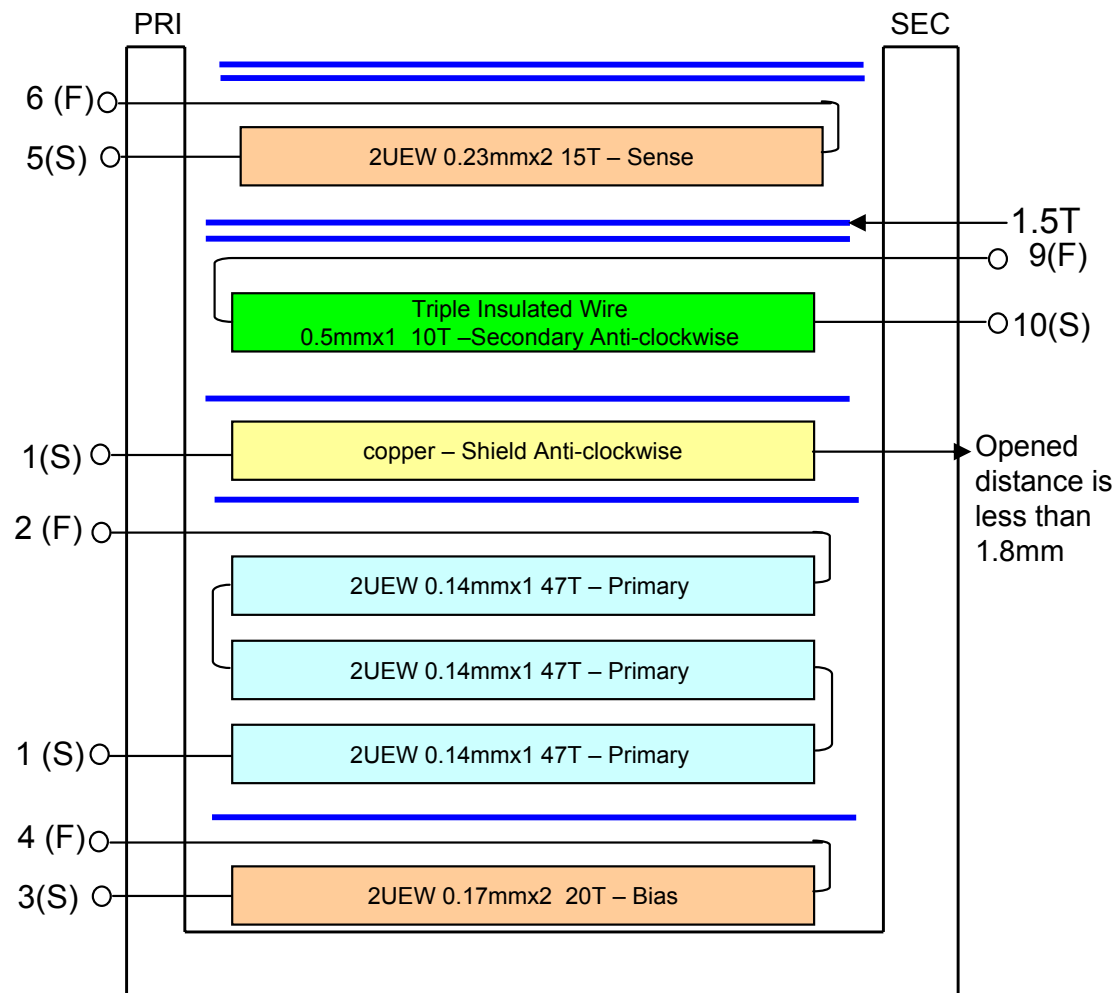 PRI
SEC
6 (F)
5(S)
2UEW 0.23mmx2 15T – Sense
1.5T
9(F)
Triple Insulated Wire
0.5mmx1  10T –Secondary Anti-clockwise
10(S)
1(S)
copper – Shield Anti-clockwise
Opened
distance is
less than
1.8mm
2 (F)
2UEW 0.14mmx1 47T – Primary
2UEW 0.14mmx1 47T – Primary
1 (S)
2UEW 0.14mmx1 47T – Primary
4 (F)
3(S)
2UEW 0.17mmx2  20T – Bias